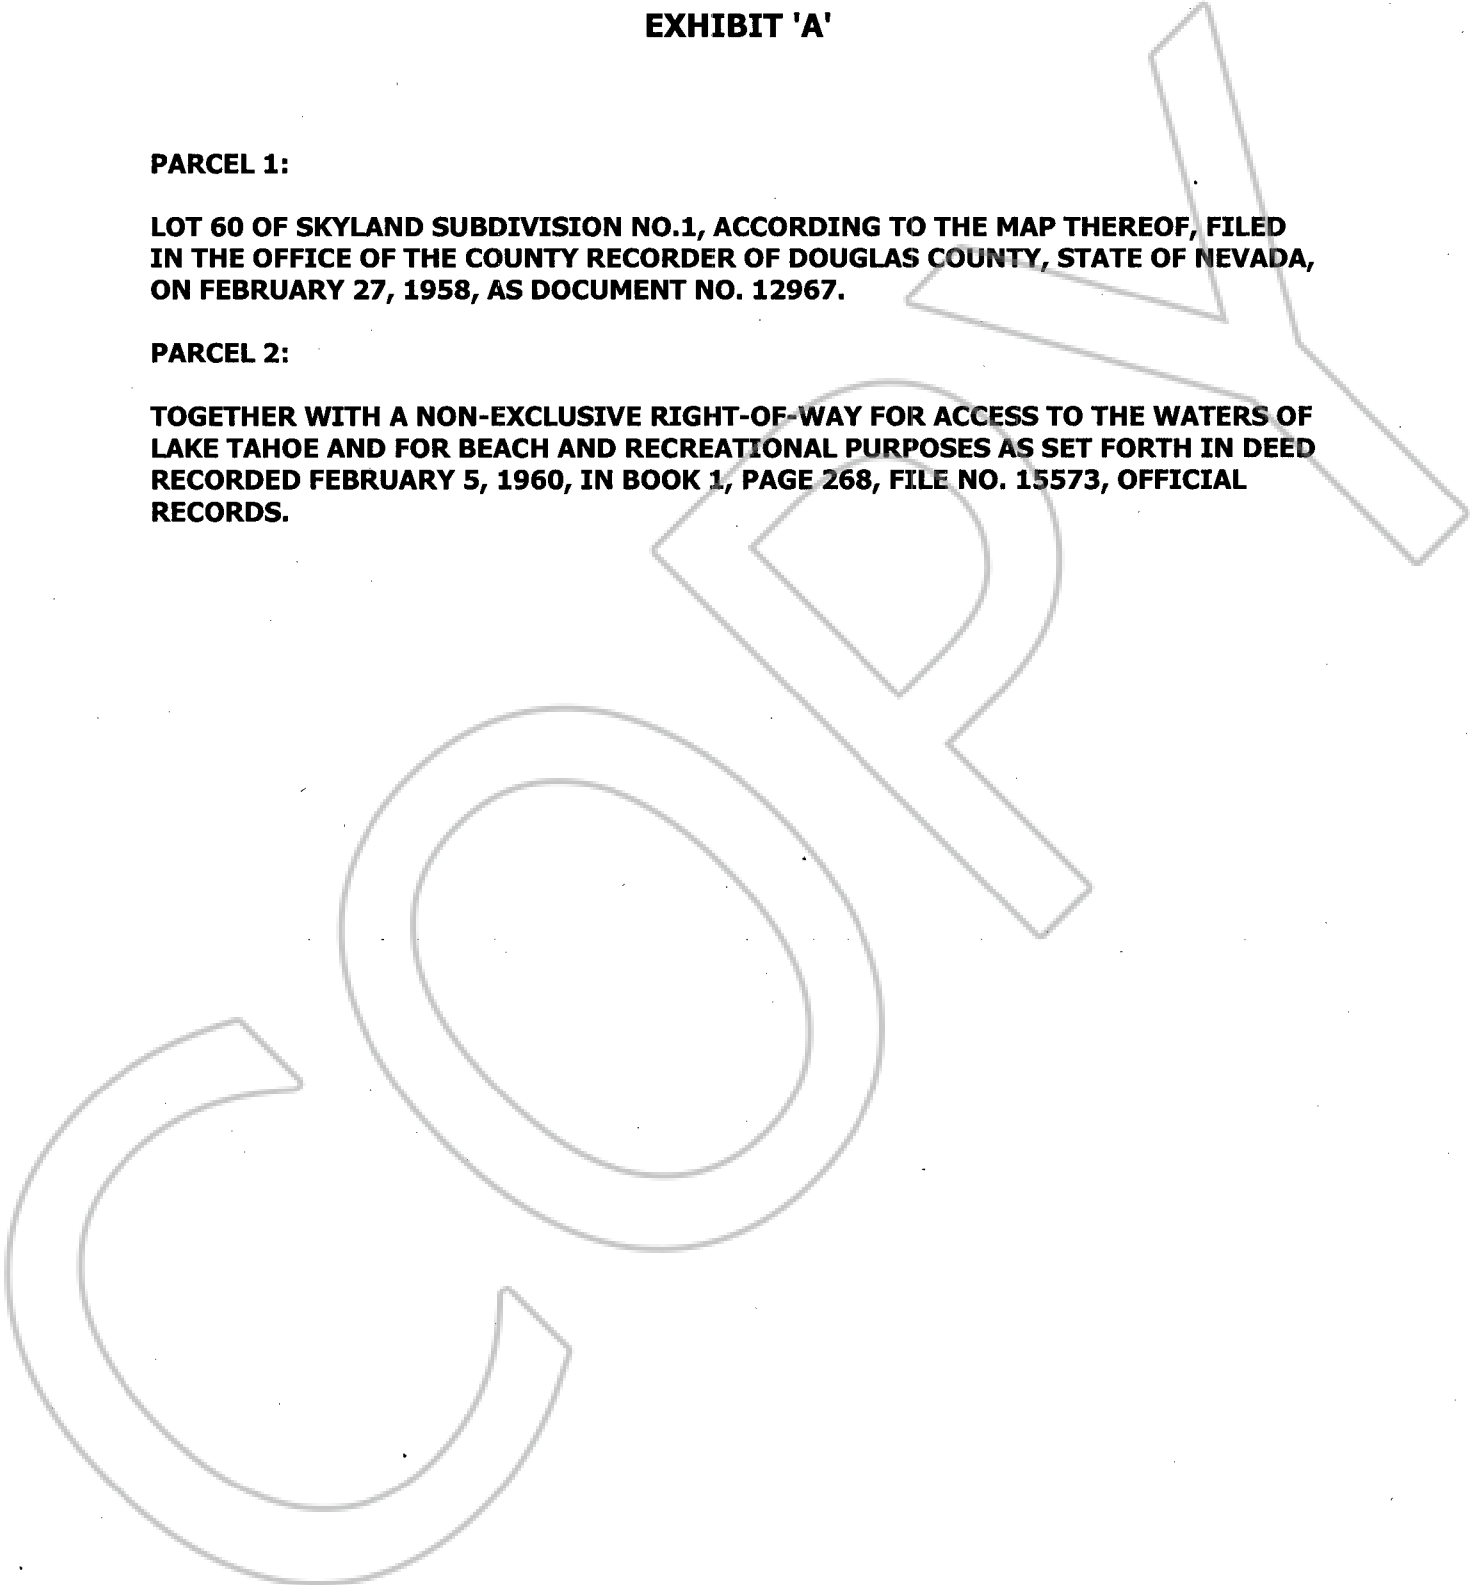 EXHIBIT 'A'
PARCEL 1:
LOT 60 OF SKYLAND SUBDIVISION NO.1, ACCORDING TO THE MAP THEREOF, FILED
IN THE OFFICE OF THE COUNTY RECORDER OF DOUGLAS COUNTY, STATE OF NEVADA,
ON FEBRUARY 27, 1958, AS DOCUMENT NO. 12967.
PARCEL 2:
TOGETHER WITH A NON-EXCLUSIVE RIGHT-OF-WAY FOR ACCESS TO THE WATERS OF
LAKE TAHOE AND FOR BEACH AND RECREATIONAL PURPOSES AS SET FORTH IN DEED
RECORDED FEBRUARY 5, 1960, IN BOOK 1, PAGE 268, FILE NO. 15573, OFFICIAL
RECORDS.
COPY